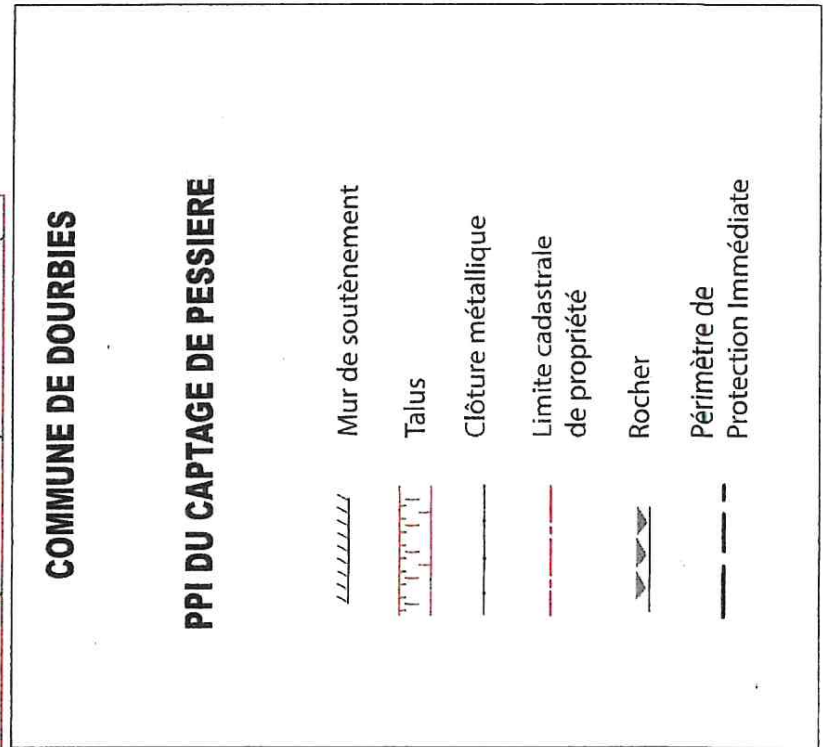 COMMUNE DE DOURBIES
PPI DU CAPTAGE DE PESSIERE
Mur de soutènement
Talus
Clôture métallique
Limite cadastrale
de propriété
Rocher
Périmètre de
Protection Immédiate